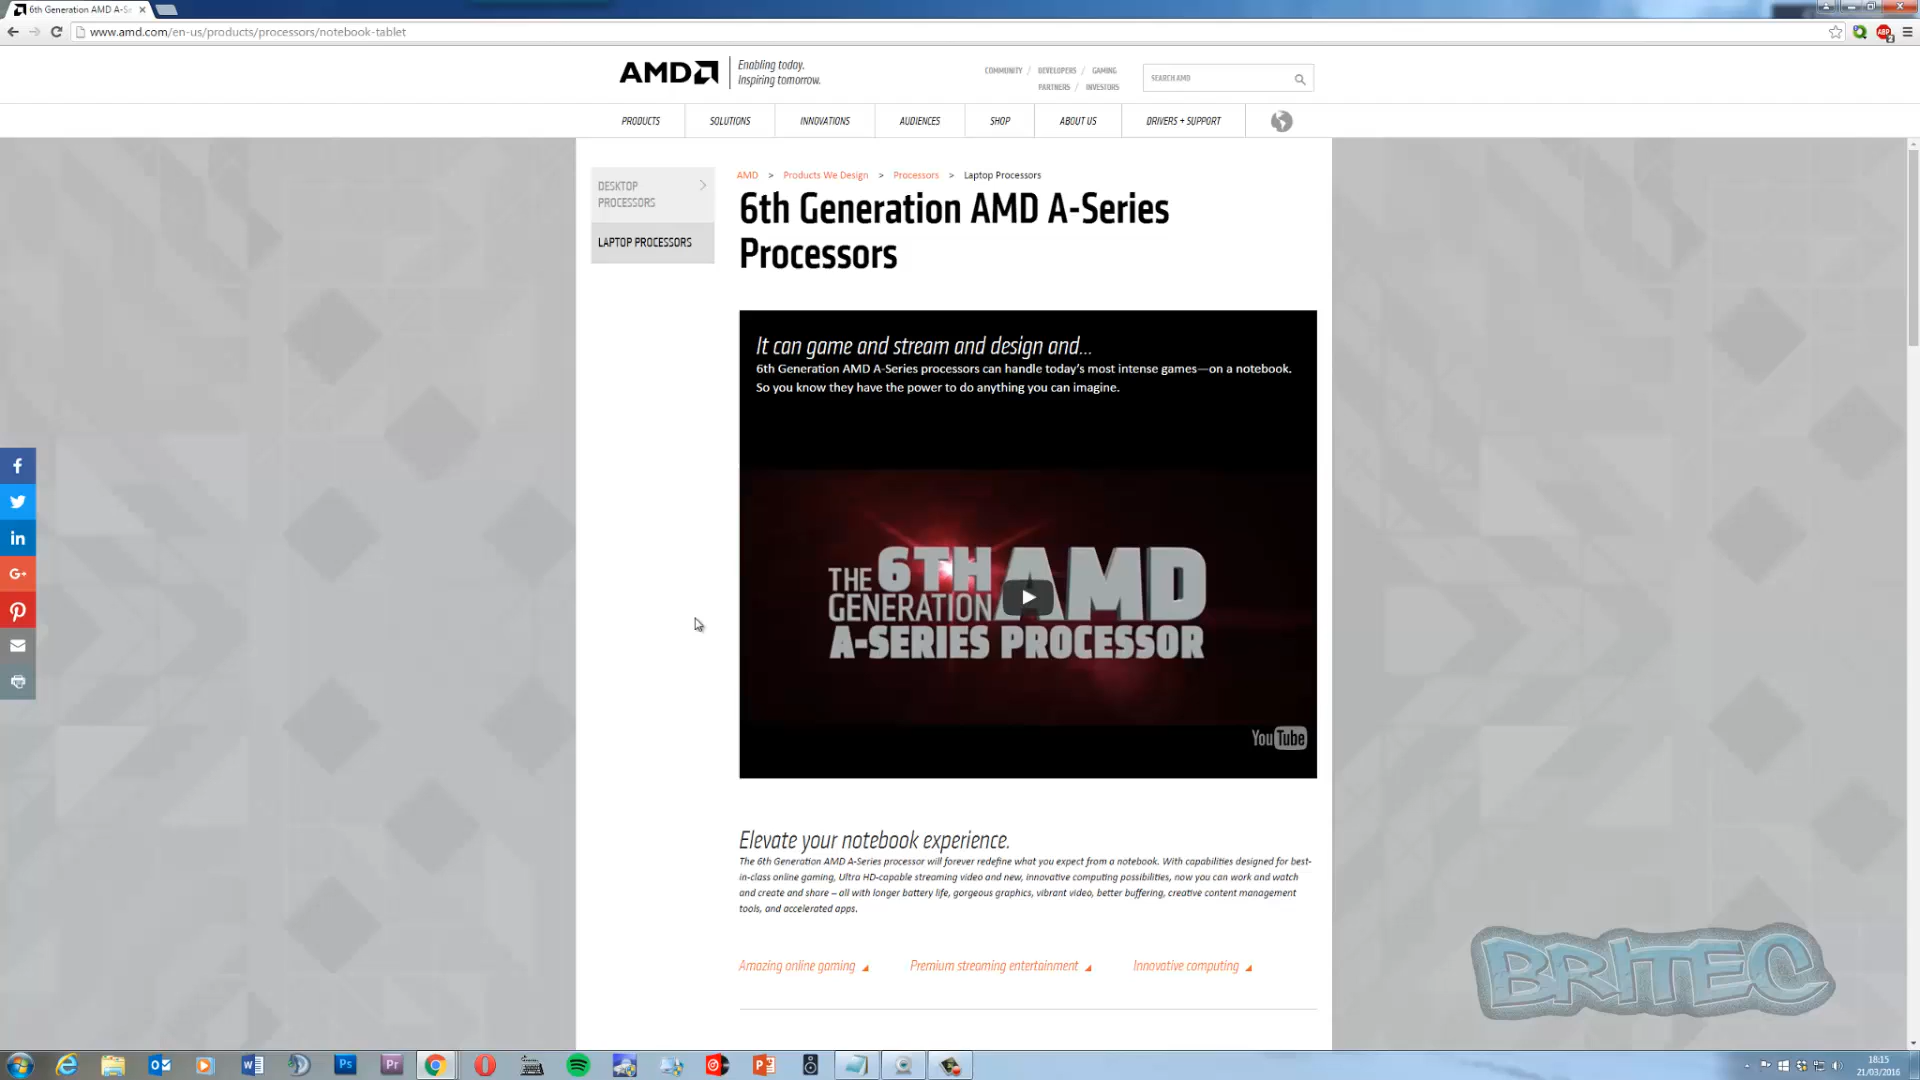 6th Generation AMD A-Se
www.amd.com/en-us/products/processors/notebook-tablet
AMD
Enabling today.
Inspiring tomorrow.
COMMUNITY / DEVELOPERS / GAMING
PARTNERS / INVESTORS
SEARCH AMD
PRODUCTS
SOLUTIONS
INNOVATIONS
AUDIENCES
SHOP
ABOUT US
DRIVERS + SUPPORT
DESKTOP
PROCESSORS
LAPTOP PROCESSORS
AMD > Products We Design > Processors > Laptop Processors
6th Generation AMD A-Series
Processors
It can game and stream and design and...
6th Generation AMD A-Series processors can handle today's most intense games—on a notebook.
So you know they have the power to do anything you can imagine.
THE 6TH GENERATION AMD
A-SERIES PROCESSOR
YouTube
Elevate your notebook experience.
The 6th Generation AMD A-Series processor will forever redefine what you expect from a notebook. With capabilities designed for best-
in-class online gaming, Ultra HD-capable streaming video and new, innovative computing possibilities, now you can work and watch
and create and share – all with longer battery life, gorgeous graphics, vibrant video, better buffering, creative content management
tools, and accelerated apps.
Amazing online gaming
Premium streaming entertainment
Innovative computing
BRITEC
18:15
21/03/2016